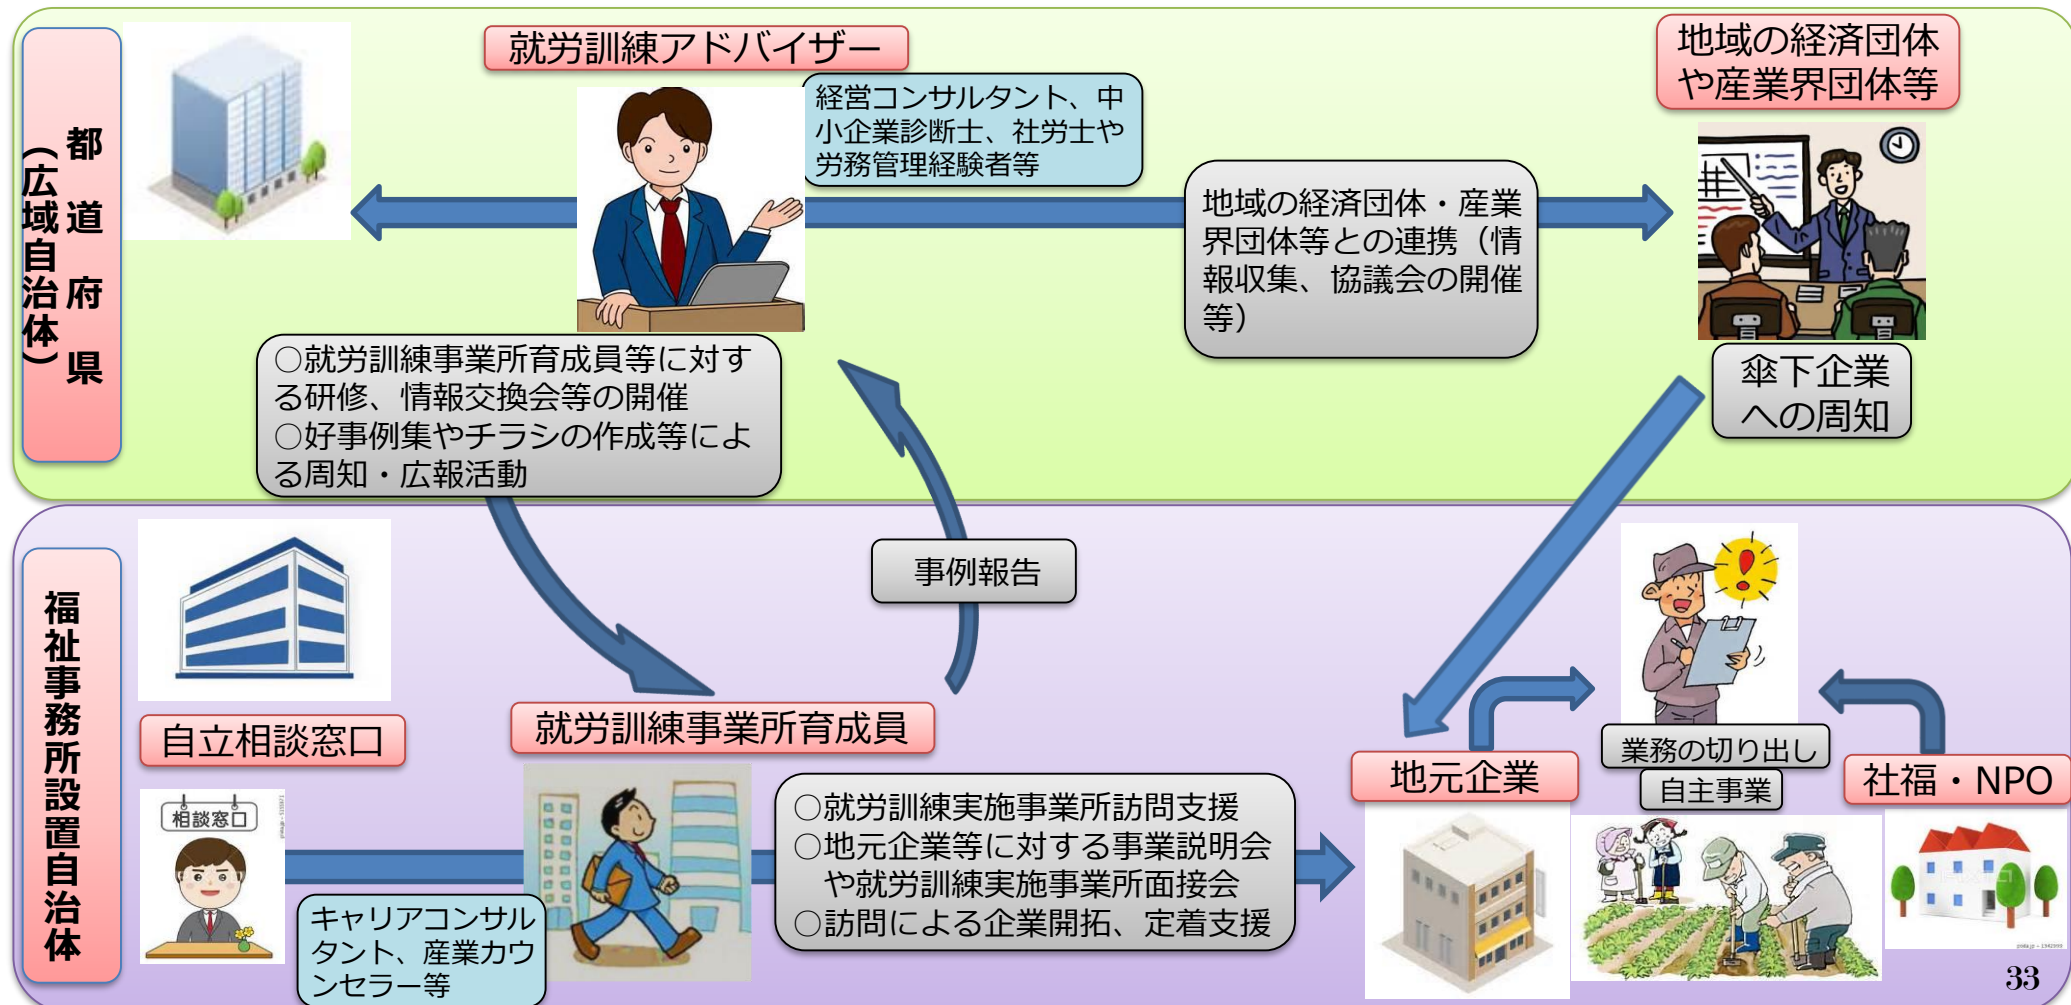 都道府県
（広域自治体）
就労訓練アドバイザー
経営コンサルタント、中
小企業診断士、社労士や
労務管理経験者等
地域の経済団体
や産業界団体等
地域の経済団体・産業
界団体等との連携（情
報収集、協議会の開催
等）
傘下企業
への周知
○就労訓練事業所育成員等に対す
る研修、情報交換会等の開催
○好事例集やチラシの作成等によ
る周知・広報活動
事例報告
福祉事務所設置自治体
自立相談窓口
相談窓口
就労訓練事業所育成員
キャリアコンサル
タント、産業カウ
ンセラー等
○就労訓練実施事業所訪問支援
○地元企業等に対する事業説明会
や就労訓練実施事業所面接会
○訪問による企業開拓、定着支援
地元企業
業務の切り出し
自主事業
社福・NPO
33